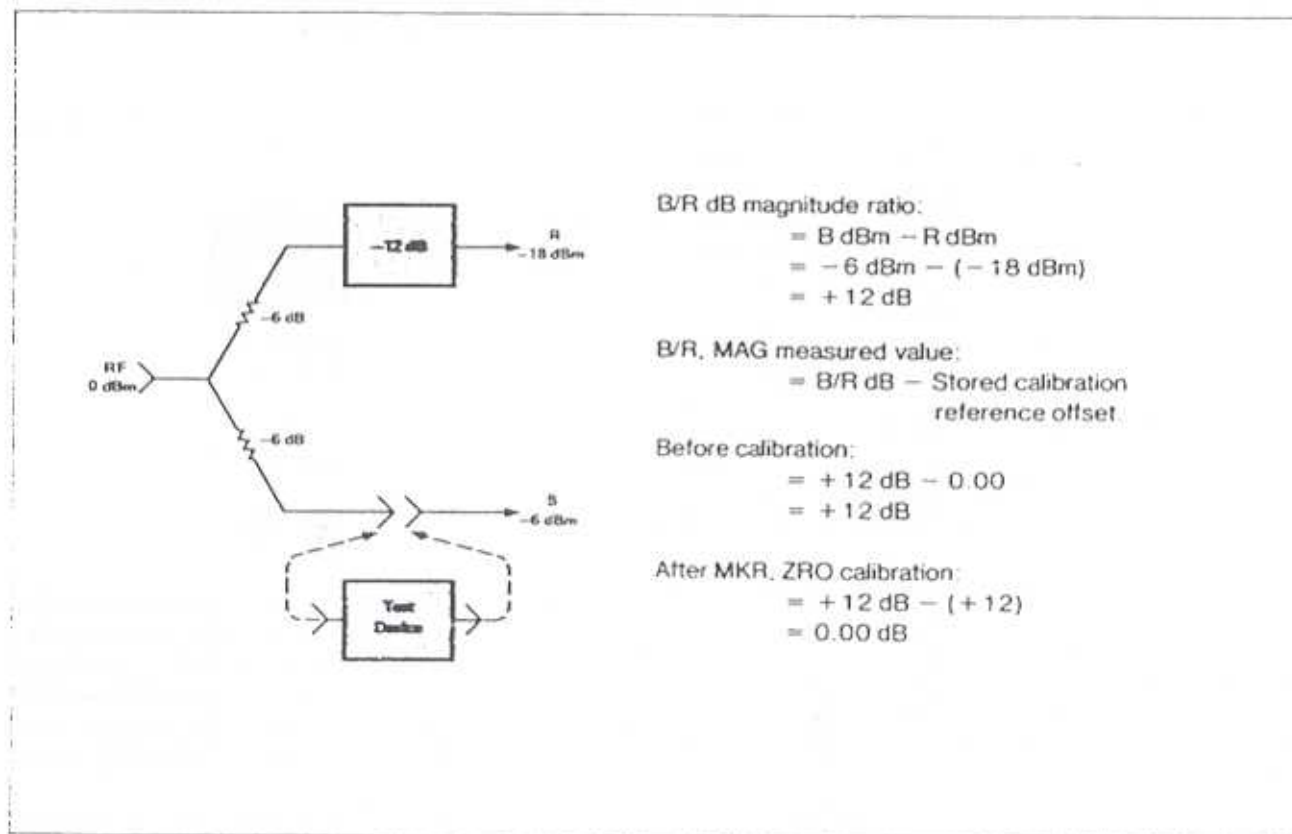 B/R dB magnitude ratio:
= B dBm – R dBm
= – 6 dBm – (– 18 dBm)
= + 12 dB
B/R, MAG measured value:
= B/R dB – Stored calibration
reference offset.
Before calibration:
= + 12 dB – 0.00
= + 12 dB
After MKR, ZRO calibration:
= + 12 dB – (+ 12)
= 0.00 dB
–12 dB
R
–18 dBm
–6 dB
RF
0 dBm
–6 dB
B
–6 dBm
Test
Device